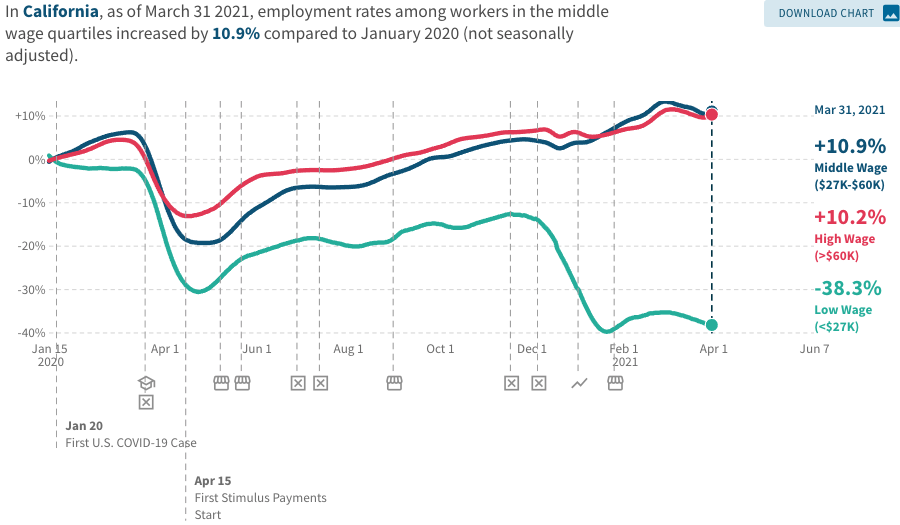 In California, as of March 31 2021, employment rates among workers in the middle
wage quartiles increased by 10.9% compared to January 2020 (not seasonally
adjusted).
DOWNLOAD CHART
+10%
0%
-10%
-20%
-30%
-40%
Jan 15
2020
Apr 1
Jun 1
Aug 1
Oct 1
Dec 1
Feb 1
2021
Apr 1
Jun 7
Mar 31, 2021
+10.9%
Middle Wage
($27K-$60K)
+10.2%
High Wage
(>$60K)
-38.3%
Low Wage
(<$27K)
Jan 20
First U.S. COVID-19 Case
Apr 15
First Stimulus Payments
Start